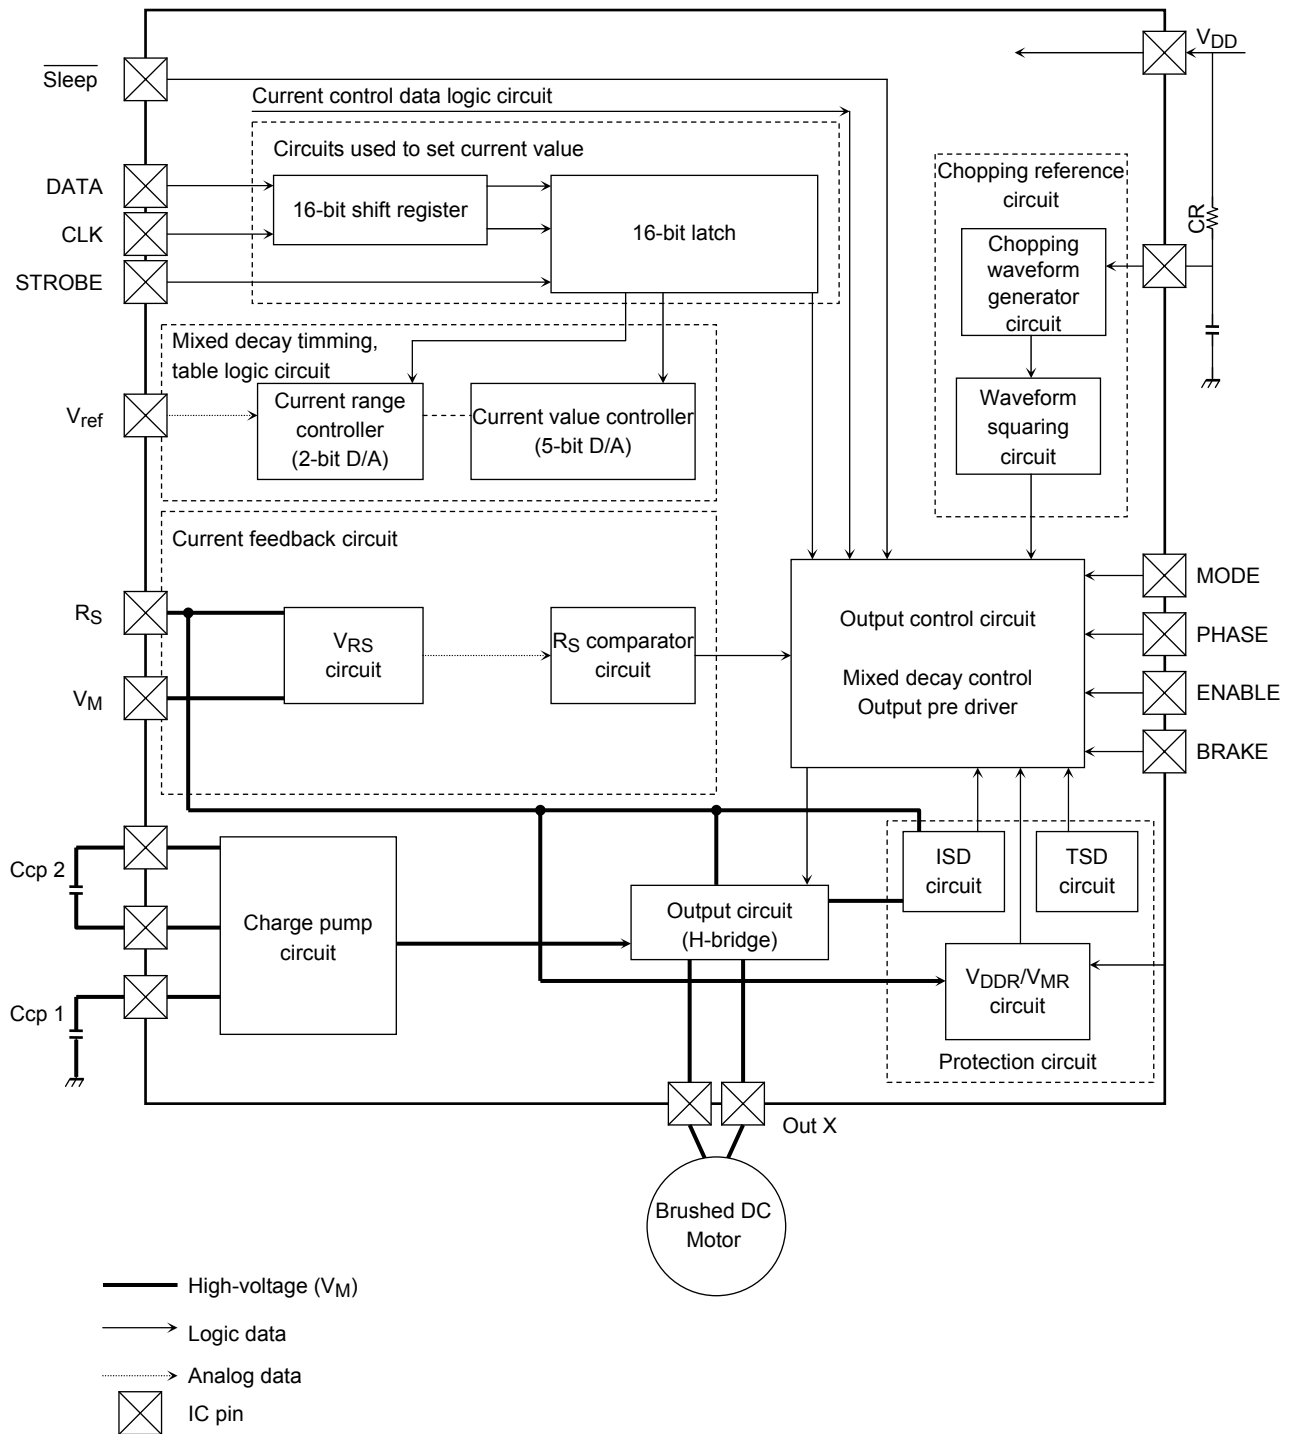 VDD
Sleep
Current control data logic circuit
Circuits used to set current value
DATA
16-bit shift register
16-bit latch
CLK
STROBE
Chopping reference
circuit
CR
Chopping
waveform
generator
circuit
Mixed decay timming,
table logic circuit
Vref
Current range
controller
(2-bit D/A)
Current value controller
(5-bit D/A)
Waveform
squaring
circuit
Current feedback circuit
RS
VRS
circuit
RS comparator
circuit
VM
Output control circuit
Mixed decay control
Output pre driver
MODE
PHASE
ENABLE
BRAKE
Ccp 2
Charge pump
circuit
Ccp 1
Output circuit
(H-bridge)
ISD
circuit
TSD
circuit
VDDR/VMR
circuit
Protection circuit
Out X
Brushed DC
Motor
High-voltage (VM)
Logic data
Analog data
IC pin